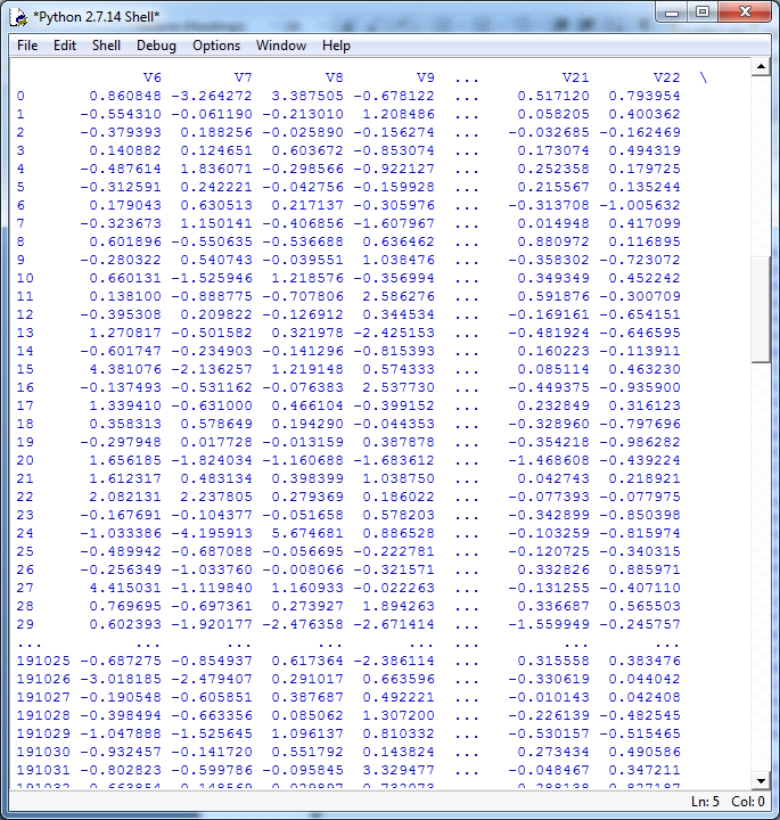 *Python 2.7.14 Shell*
File Edit Shell Debug Options Window Help
V6 V7 V8 V9 ... V21 V22 \
0 0.860848 -3.264272 3.387505 -0.678122 ... 0.517120 0.793954
1 -0.554310 -0.061190 -0.213010 1.208486 ... 0.058205 0.400362
2 -0.379393 0.188256 -0.025890 -0.156274 ... -0.032685 -0.162469
3 0.140882 0.124651 0.603672 -0.853074 ... 0.173074 0.494319
4 -0.487614 1.836071 -0.298566 -0.922127 ... 0.252358 0.179725
5 -0.312591 0.242221 -0.042756 -0.159928 ... 0.215567 0.135244
6 0.179043 0.630513 0.217137 -0.305976 ... -0.313708 -1.005632
7 -0.323673 1.150141 -0.406856 -1.607967 ... 0.014948 0.417099
8 0.601896 -0.550635 -0.536688 0.636462 ... 0.880972 0.116895
9 -0.280322 0.540743 -0.039551 1.038476 ... -0.358302 -0.723072
10 0.660131 -1.525946 1.218576 -0.356994 ... 0.349349 0.452242
11 0.138100 -0.888775 -0.707806 2.586276 ... 0.591876 -0.300709
12 -0.395308 0.209822 -0.126912 0.344534 ... -0.169161 -0.654151
13 1.270817 -0.501582 0.321978 -2.425153 ... -0.481924 -0.646595
14 -0.601747 -0.234903 -0.141296 -0.815393 ... 0.160223 -0.113911
15 4.381076 -2.136257 1.219148 0.574333 ... 0.085114 0.463230
16 -0.137493 -0.531162 -0.076383 2.537730 ... -0.449375 -0.935900
17 1.339410 -0.631000 0.466104 -0.399152 ... 0.232849 0.316123
18 0.358313 0.578649 0.194290 -0.044353 ... -0.328960 -0.797696
19 -0.297948 0.017728 -0.013159 0.387878 ... -0.354218 -0.986282
20 1.656185 -1.824034 -1.160688 -1.683612 ... -1.468608 -0.439224
21 1.612317 0.483134 0.398399 1.038750 ... 0.042743 0.218921
22 2.082131 2.237805 0.279369 0.186022 ... -0.077393 -0.077975
23 -0.167691 -0.104377 -0.051658 0.578203 ... -0.342899 -0.850398
24 -1.033386 -4.195913 5.674681 0.886528 ... -0.103259 -0.815974
25 -0.489942 -0.687088 -0.056695 -0.222781 ... -0.120725 -0.340315
26 -0.256349 -1.033760 -0.008066 -0.321571 ... 0.332826 0.885971
27 4.415031 -1.119840 1.160933 -0.022263 ... -0.131255 -0.407110
28 0.769695 -0.697361 0.273927 1.894263 ... 0.336687 0.565503
29 0.602393 -1.920177 -2.476358 -2.671414 ... -1.559949 -0.245757
... ... ... ... ... ... ... ...
191025 -0.687275 -0.854937 0.617364 -2.386114 ... 0.315558 0.383476
191026 -3.018185 -2.479407 0.291017 0.663596 ... -0.330619 0.044042
191027 -0.190548 -0.605851 0.387687 0.492221 ... -0.010143 0.042408
191028 -0.398494 -0.663356 0.085062 1.307200 ... -0.226139 -0.482545
191029 -1.047888 -1.525645 1.096137 0.810332 ... -0.530157 -0.515465
191030 -0.932457 -0.141720 0.551792 0.143824 ... 0.273434 0.490586
191031 -0.802823 -0.599786 -0.095845 3.329477 ... -0.048467 0.347211
Ln: 5 Col: 0